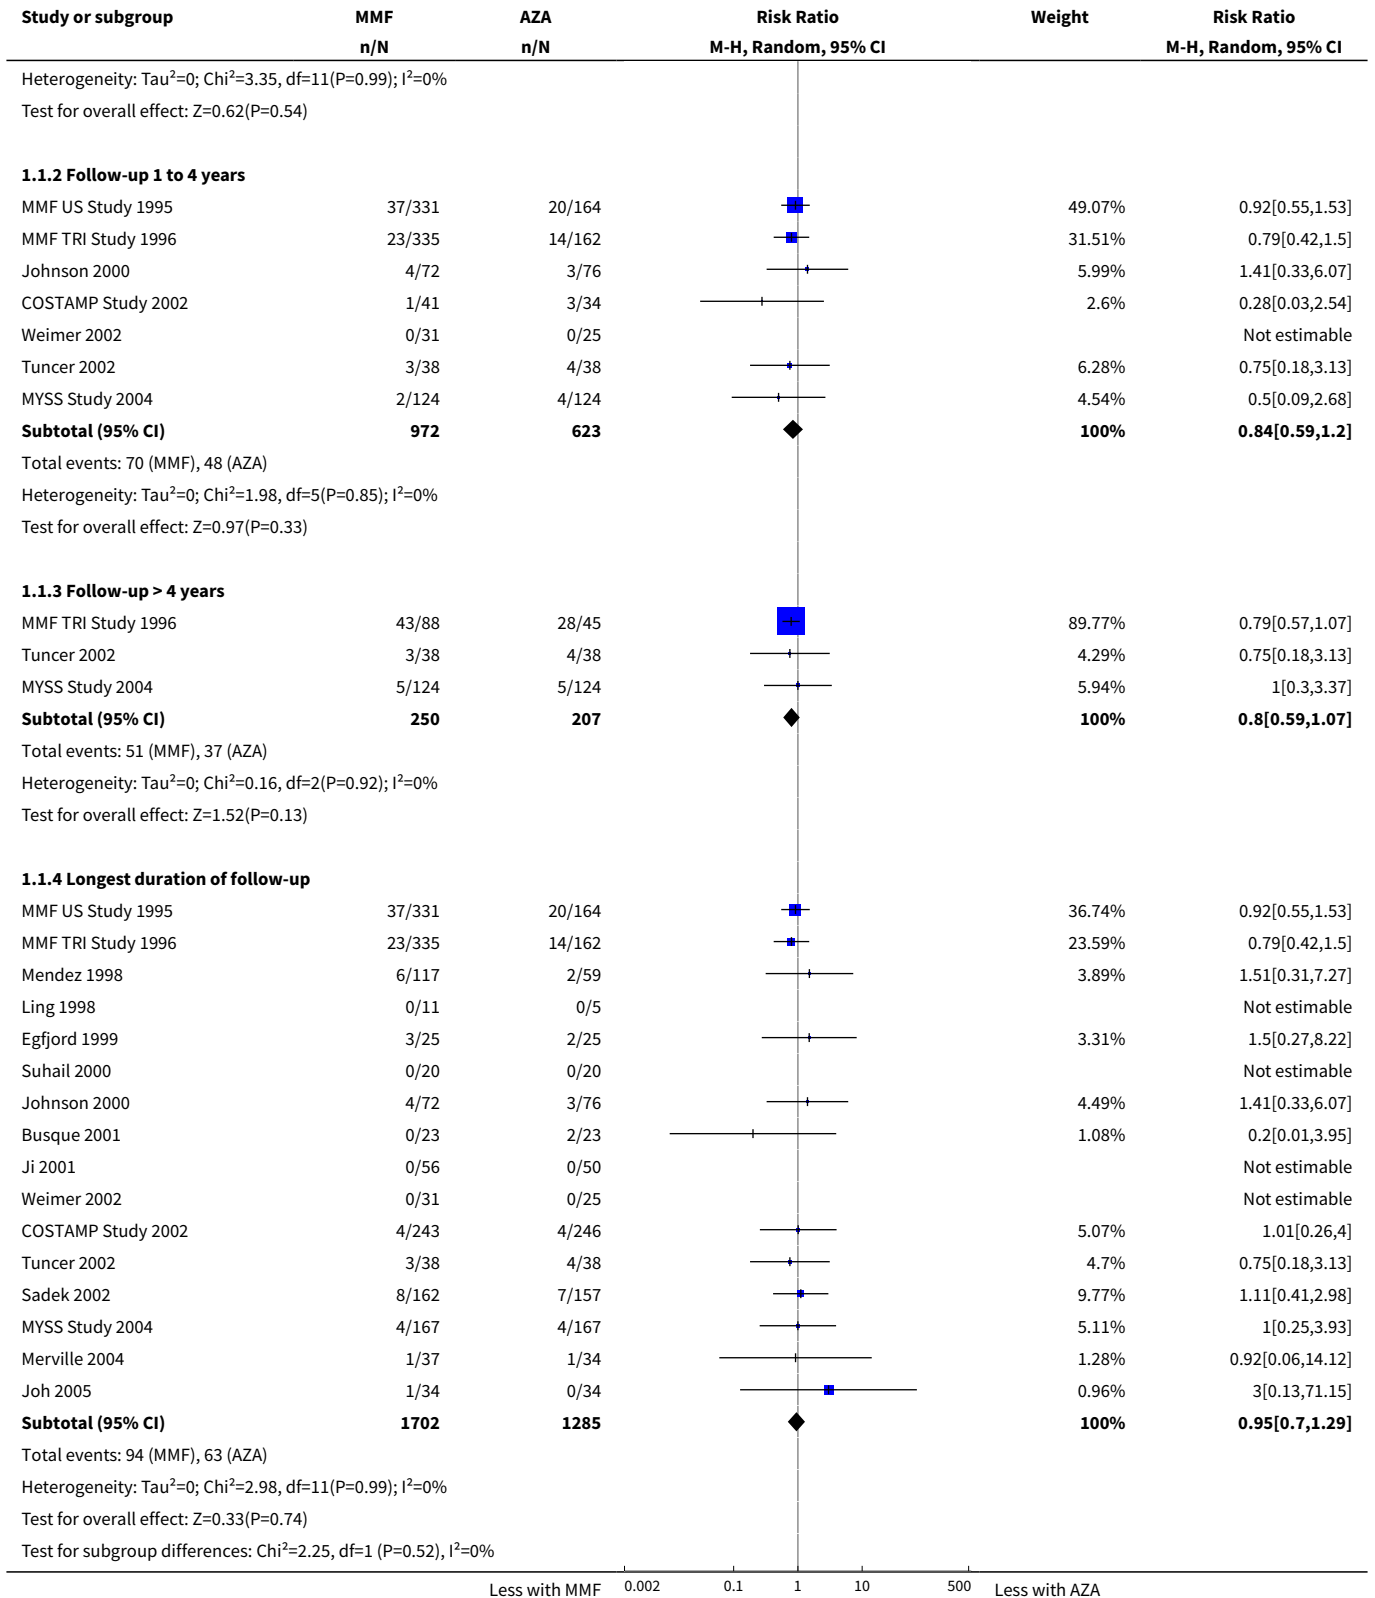 Study or subgroup MMF AZA Risk Ratio Weight Risk Ratio
n/N n/N M-H, Random, 95% CI M-H, Random, 95% CI
Heterogeneity: Tau²=0; Chi²=3.35, df=11(P=0.99); I²=0%
Test for overall effect: Z=0.62(P=0.54)
1.1.2 Follow-up 1 to 4 years
MMF US Study 1995 37/331 20/164 49.07% 0.92[0.55,1.53]
MMF TRI Study 1996 23/335 14/162 31.51% 0.79[0.42,1.5]
Johnson 2000 4/72 3/76 5.99% 1.41[0.33,6.07]
COSTAMP Study 2002 1/41 3/34 2.6% 0.28[0.03,2.54]
Weimer 2002 0/31 0/25 Not estimable
Tuncer 2002 3/38 4/38 6.28% 0.75[0.18,3.13]
MYSS Study 2004 2/124 4/124 4.54% 0.5[0.09,2.68]
Subtotal (95% CI) 972 623 100% 0.84[0.59,1.2]
Total events: 70 (MMF), 48 (AZA)
Heterogeneity: Tau²=0; Chi²=1.98, df=5(P=0.85); I²=0%
Test for overall effect: Z=0.97(P=0.33)
1.1.3 Follow-up > 4 years
MMF TRI Study 1996 43/88 28/45 89.77% 0.79[0.57,1.07]
Tuncer 2002 3/38 4/38 4.29% 0.75[0.18,3.13]
MYSS Study 2004 5/124 5/124 5.94% 1[0.3,3.37]
Subtotal (95% CI) 250 207 100% 0.8[0.59,1.07]
Total events: 51 (MMF), 37 (AZA)
Heterogeneity: Tau²=0; Chi²=0.16, df=2(P=0.92); I²=0%
Test for overall effect: Z=1.52(P=0.13)
1.1.4 Longest duration of follow-up
MMF US Study 1995 37/331 20/164 36.74% 0.92[0.55,1.53]
MMF TRI Study 1996 23/335 14/162 23.59% 0.79[0.42,1.5]
Mendez 1998 6/117 2/59 3.89% 1.51[0.31,7.27]
Ling 1998 0/11 0/5 Not estimable
Egfjord 1999 3/25 2/25 3.31% 1.5[0.27,8.22]
Suhail 2000 0/20 0/20 Not estimable
Johnson 2000 4/72 3/76 4.49% 1.41[0.33,6.07]
Busque 2001 0/23 2/23 1.08% 0.2[0.01,3.95]
Ji 2001 0/56 0/50 Not estimable
Weimer 2002 0/31 0/25 Not estimable
COSTAMP Study 2002 4/243 4/246 5.07% 1.01[0.26,4]
Tuncer 2002 3/38 4/38 4.7% 0.75[0.18,3.13]
Sadek 2002 8/162 7/157 9.77% 1.11[0.41,2.98]
MYSS Study 2004 4/167 4/167 5.11% 1[0.25,3.93]
Merville 2004 1/37 1/34 1.28% 0.92[0.06,14.12]
Joh 2005 1/34 0/34 0.96% 3[0.13,71.15]
Subtotal (95% CI) 1702 1285 100% 0.95[0.7,1.29]
Total events: 94 (MMF), 63 (AZA)
Heterogeneity: Tau²=0; Chi²=2.98, df=11(P=0.99); I²=0%
Test for overall effect: Z=0.33(P=0.74)
Test for subgroup differences: Chi²=2.25, df=1 (P=0.52), I²=0%
Less with MMF 0.002 0.1 1 10 500 Less with AZA